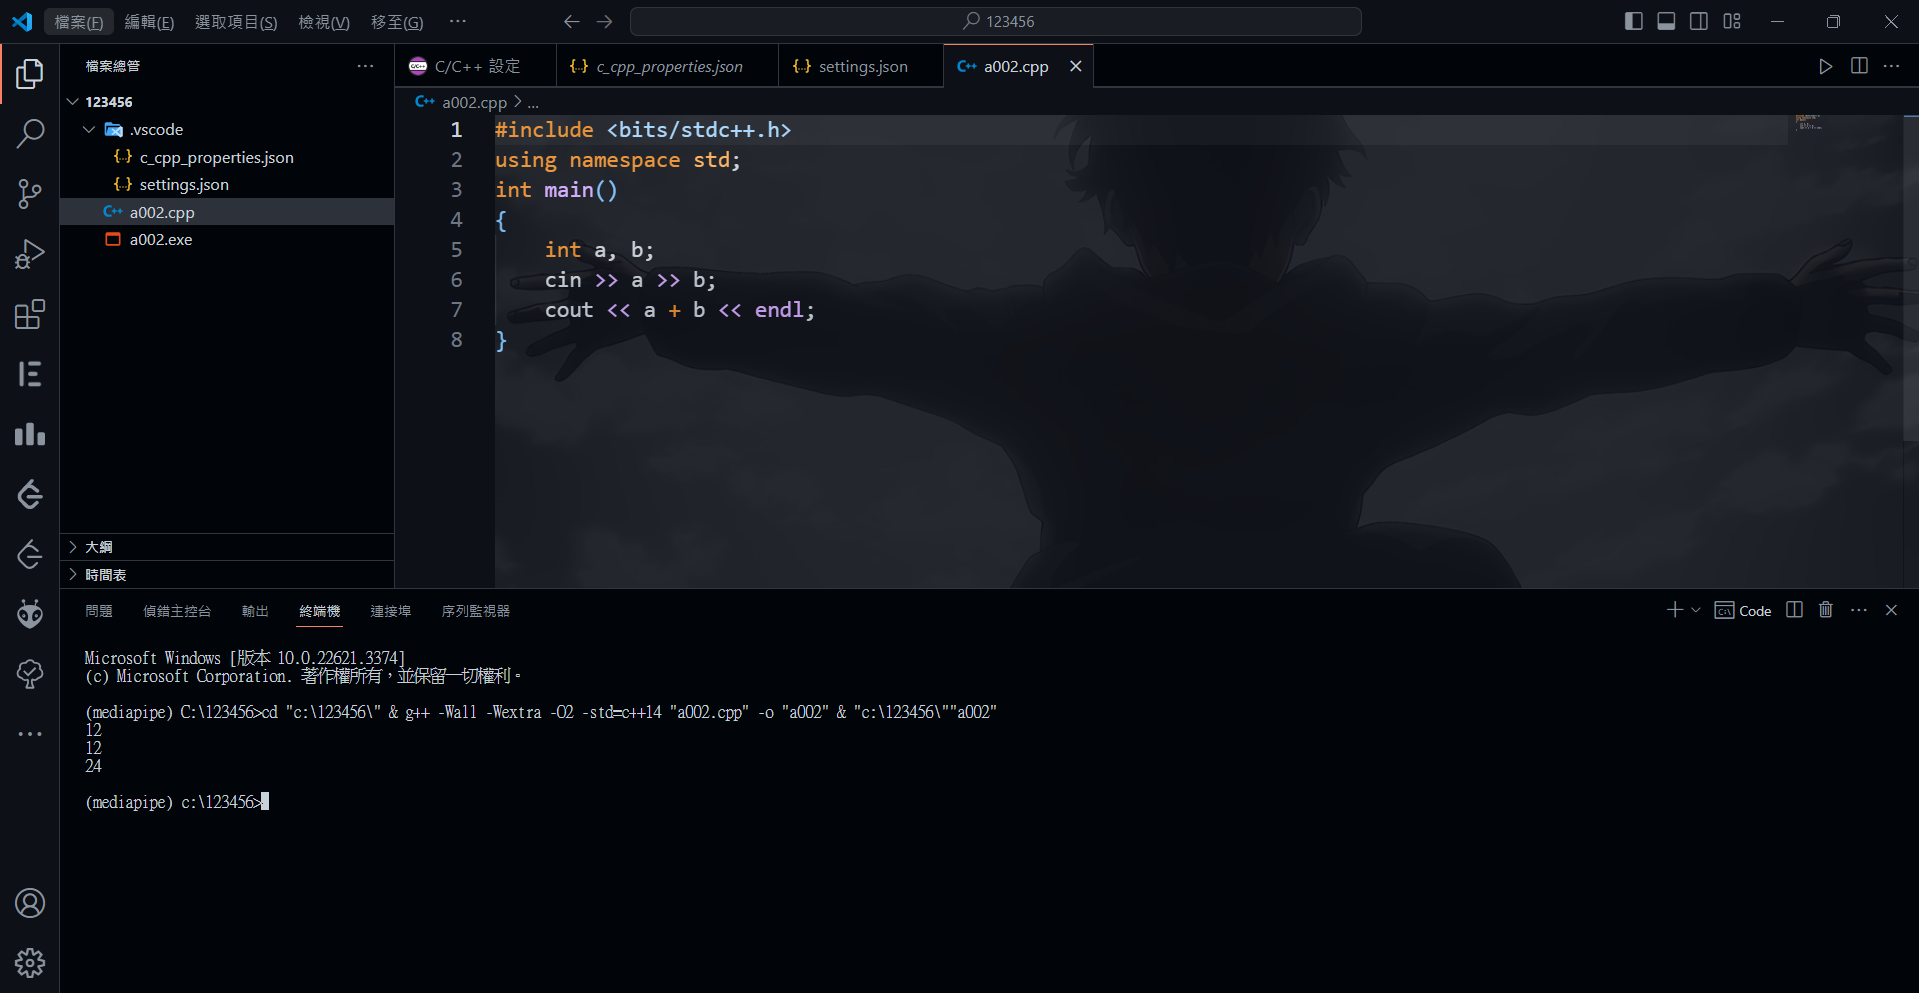 檔案(F) 編輯(E) 選取項目(S) 檢視(V) 移至(G) ··· 123456
檔案總管 ···
123456
.vscode
{..} c_cpp_properties.json
{..} settings.json
C++ a002.cpp
a002.exe
大綱
時間表
C/C++ C/C++ 設定 {..} c_cpp_properties.json {..} settings.json C++ a002.cpp
C++ a002.cpp > ...
1 #include <bits/stdc++.h>
2 using namespace std;
3 int main()
4 {
5 int a, b;
6 cin >> a >> b;
7 cout << a + b << endl;
8 }
問題 偵錯主控台 輸出 終端機 連接埠 序列監視器 Code
Microsoft Windows [版本 10.0.22621.3374]
(c) Microsoft Corporation. 著作權所有，並保留一切權利。
(mediapipe) C:\123456>cd "c:\123456\" & g++ -Wall -Wextra -O2 -std=c++14 "a002.cpp" -o "a002" & "c:\123456\""a002"
12
12
24
(mediapipe) c:\123456>